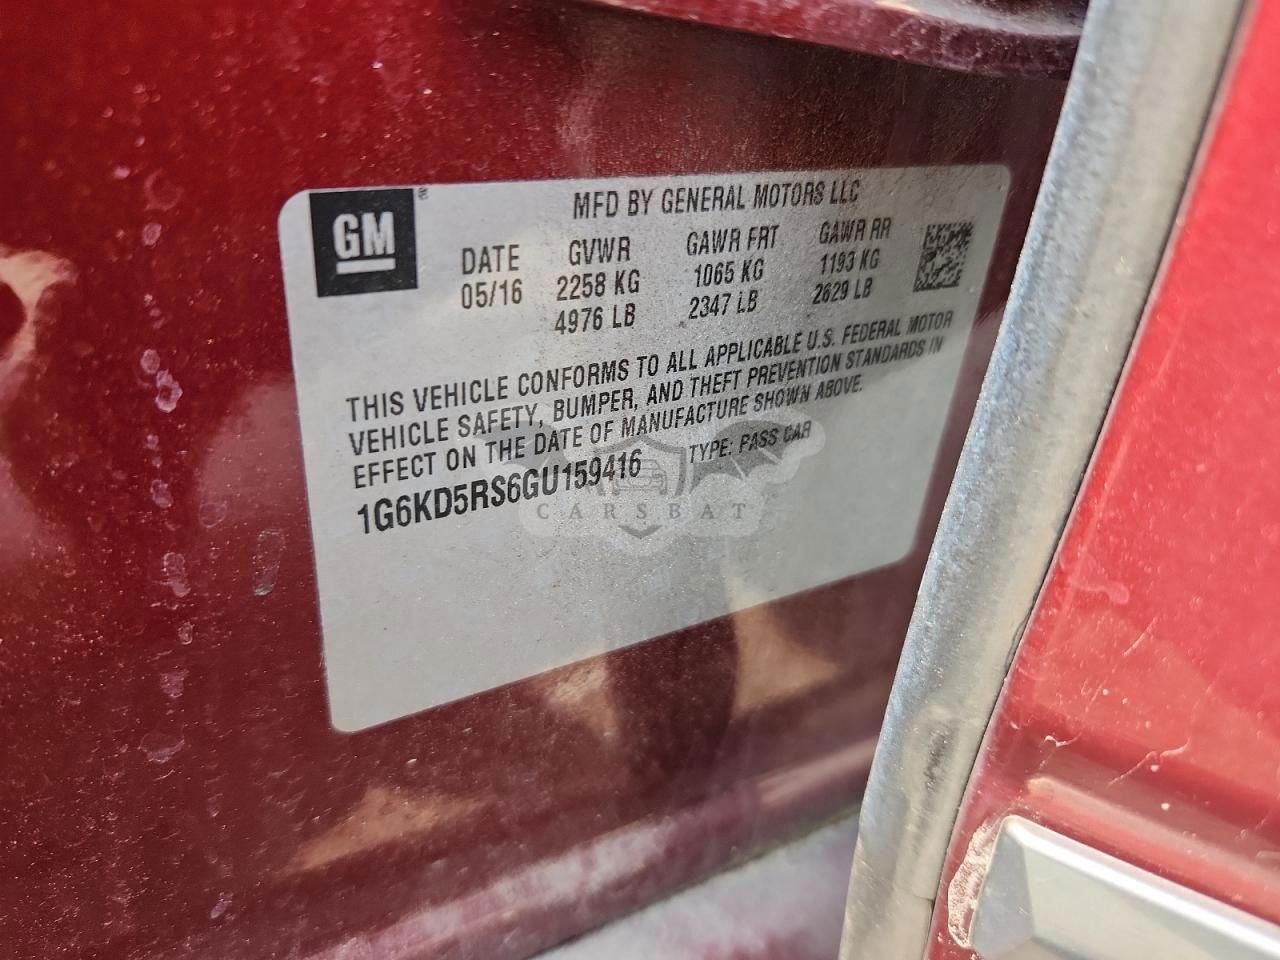 GM
MFD BY GENERAL MOTORS LLC
DATE GVWR GAWR FRT GAWR RR
05/16 2258 KG 1065 KG 1193 KG
4976 LB 2347 LB 2629 LB
THIS VEHICLE CONFORMS TO ALL APPLICABLE U.S. FEDERAL MOTOR
VEHICLE SAFETY, BUMPER, AND THEFT PREVENTION STANDARDS IN
EFFECT ON THE DATE OF MANUFACTURE SHOWN ABOVE.
1G6KD5RS6GU159416 TYPE: PASS CAR
CARSBAT